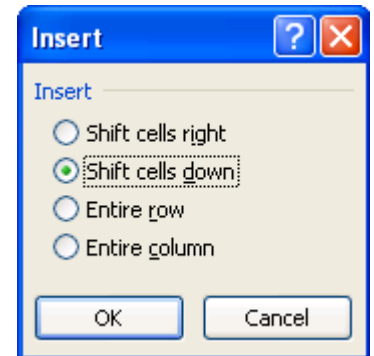 Insert
Insert
Shift cells right
Shift cells down
Entire row
Entire column
OK Cancel